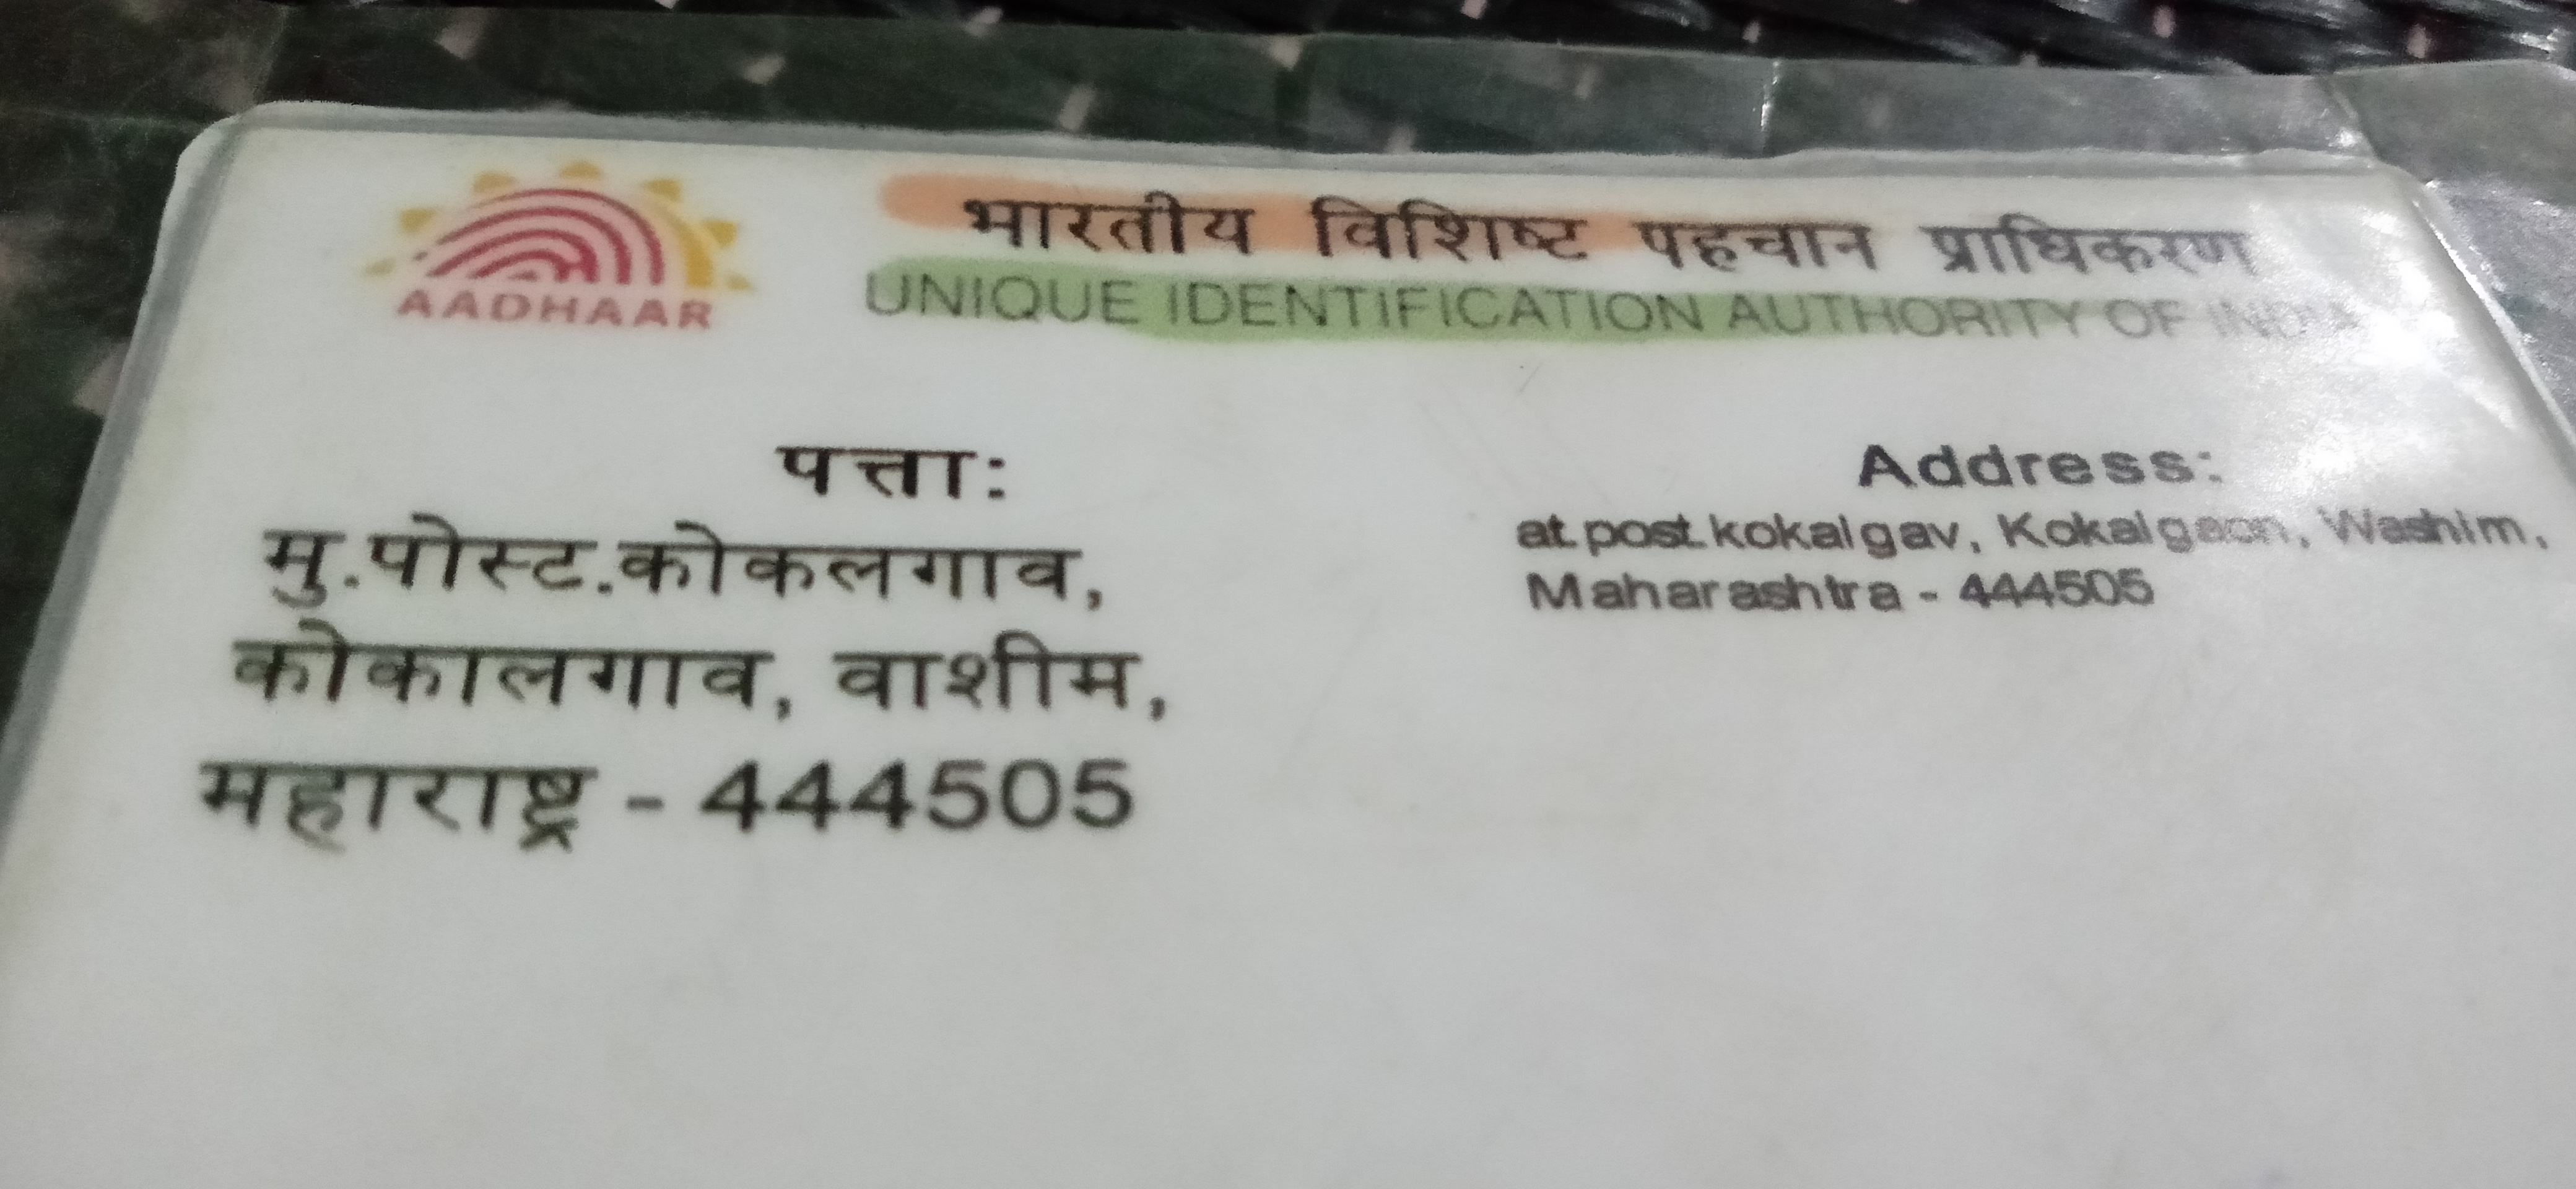 AADHAAR
भारतीय विशिष्ट पहचान प्राधिकरण
UNIQUE IDENTIFICATION AUTHORITY OF INDIA
पत्ता:
मु.पोस्ट.कोकलगाव,
कोकालगाव, वाशीम,
महाराष्ट्र - 444505
Address:
at.post.kokalgav, Kokalgaon, Washim,
Maharashtra - 444505